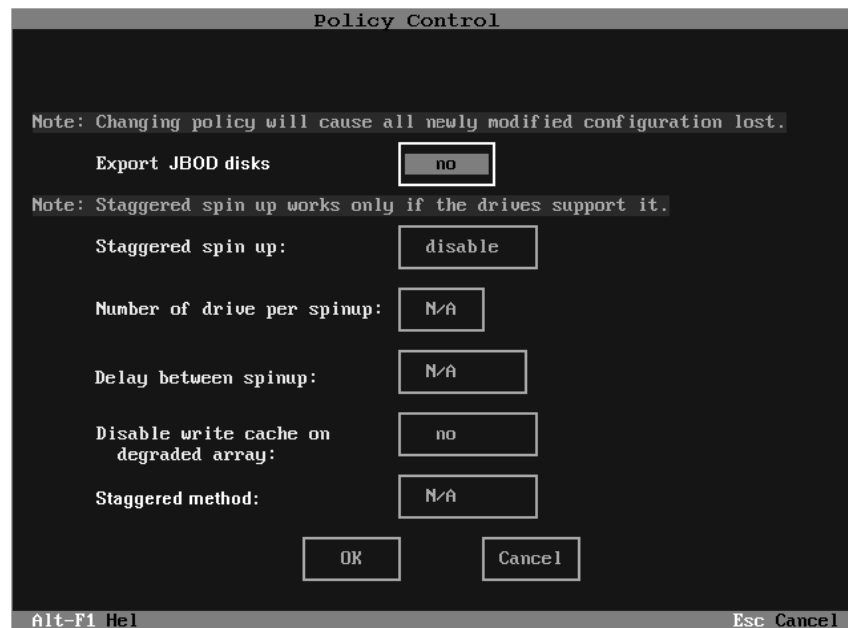 Policy Control
Note: Changing policy will cause all newly modified configuration lost.
Export JBOD disks no
Note: Staggered spin up works only if the drives support it.
Staggered spin up: disable
Number of drive per spinup: N/A
Delay between spinup: N/A
Disable write cache on no
degraded array:
Staggered method: N/A
OK Cancel
Alt-F1 Hel Esc Cancel